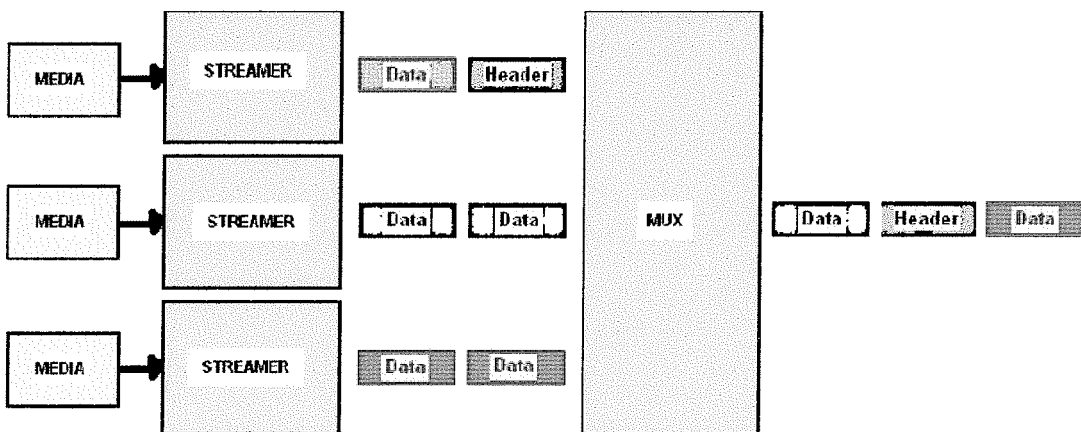 MEDIA
STREAMER
Data
Header
MEDIA
STREAMER
Data
Data
MUX
Data
Header
Data
MEDIA
STREAMER
Data
Data